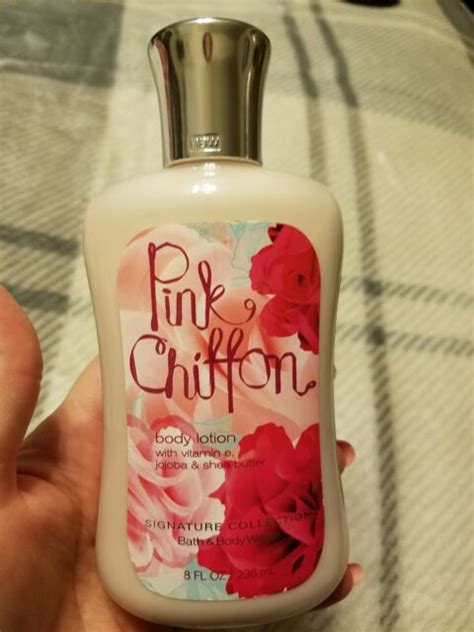 Pink
Chiffon
body lotion
with vitamin e,
jojoba & shea butter
SIGNATURE COLLECTION
Bath & Body W
8 FL OZ / 236 mL